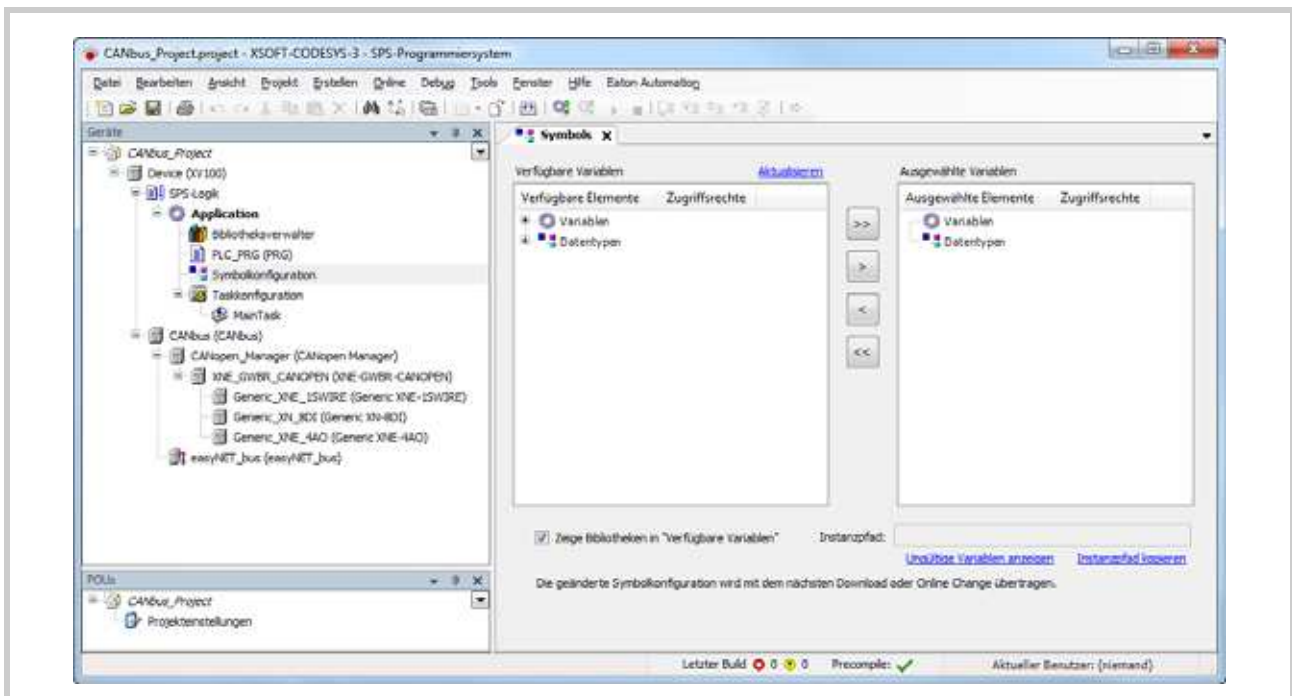 CANbus_Project.project - XSOFT-CODESYS-3 - SPS-Programmiersystem
Datei Bearbeiten Ansicht Projekt Erstellen Online Debug Tools Fenster Hilfe Eaton Automation
Geräte
CANbus_Project
Device (XV100)
SPS-Logik
Application
Bibliotheksverwalter
PLC_PRG (PRG)
Symbolkonfiguration
Taskkonfiguration
MainTask
CANbus (CANbus)
CANopen_Manager (CANopen Manager)
XNE_GWBR_CANOPEN (XNE-GWBR-CANOPEN)
Generic_XNE_1SWIRE (Generic XNE-1SWIRE)
Generic_XN_8DI (Generic XN-8DI)
Generic_XNE_4AO (Generic XNE-4AO)
easyNET_bus (easyNET_bus)
POUs
CANbus_Project
Projekteinstellungen
Symbols
Verfügbare Variablen Aktualisieren
Verfügbare Elemente Zugriffsrechte
Variablen
Datentypen
>>
>
<
<<
Ausgewählte Variablen
Ausgewählte Elemente Zugriffsrechte
Variablen
Datentypen
Zeige Bibliotheken in "Verfügbare Variablen" Instanzpfad:
Ungültige Variablen anzeigen Instanzpfad kopieren
Die geänderte Symbolkonfiguration wird mit dem nächsten Download oder Online Change übertragen.
Letzter Build 0 0 Precompile: Aktueller Benutzer: (niemand)